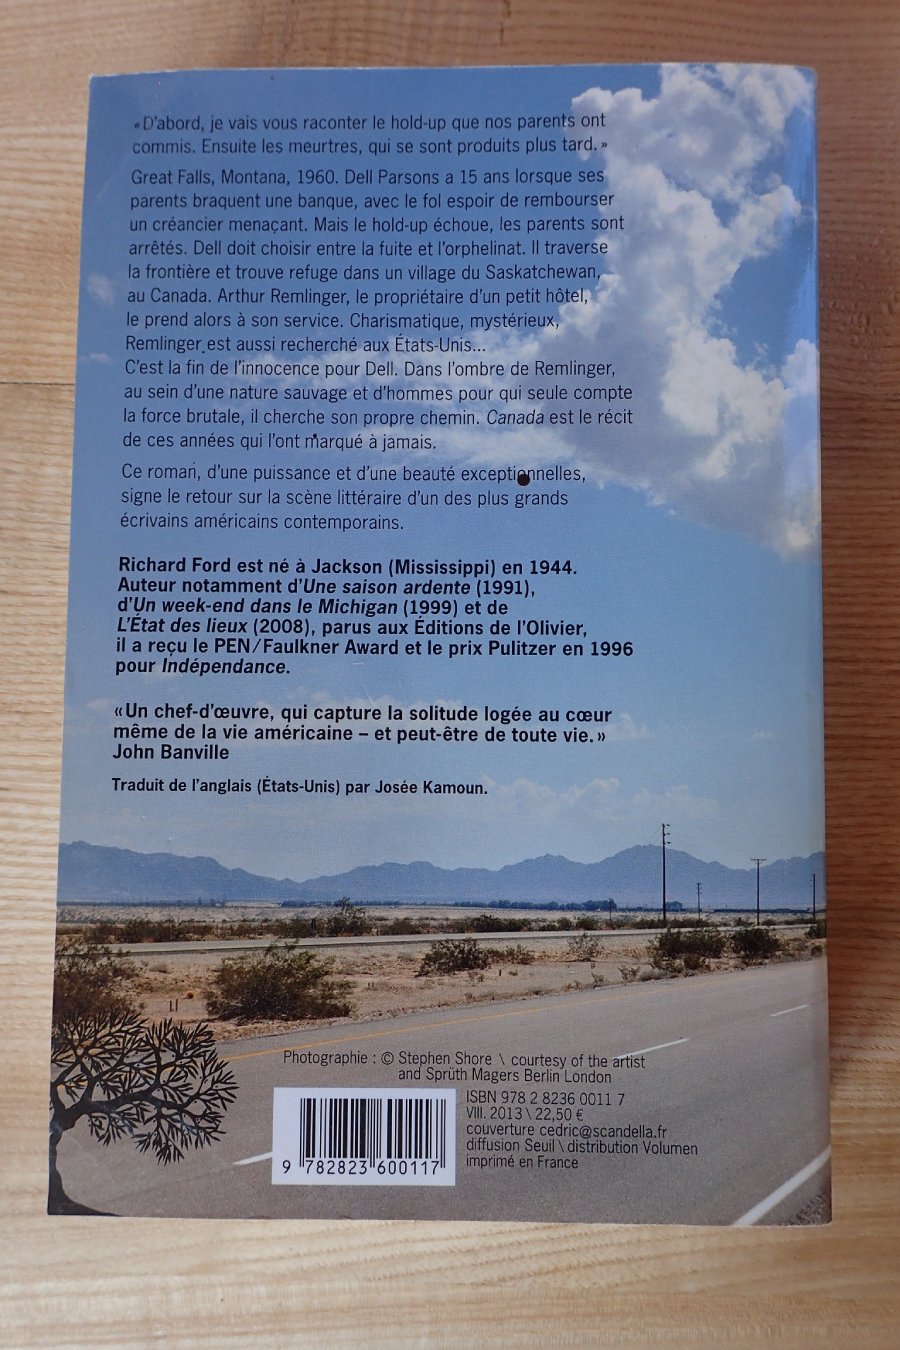 «D'abord, je vais vous raconter le hold-up que nos parents ont
commis. Ensuite les meurtres, qui se sont produits plus tard.»
Great Falls, Montana, 1960. Dell Parsons a 15 ans lorsque ses
parents braquent une banque, avec le fol espoir de rembourser
un créancier menaçant. Mais le hold-up échoue, les parents sont
arrêtés. Dell doit choisir entre la fuite et l'orphelinat. Il traverse
la frontière et trouve refuge dans un village du Saskatchewan,
au Canada. Arthur Remlinger, le propriétaire d'un petit hôtel,
le prend alors à son service. Charismatique, mystérieux,
Remlinger est aussi recherché aux États-Unis...
C'est la fin de l'innocence pour Dell. Dans l'ombre de Remlinger,
au sein d'une nature sauvage et d'hommes pour qui seule compte
la force brutale, il cherche son propre chemin. Canada est le récit
de ces années qui l'ont marqué à jamais.
Ce roman, d'une puissance et d'une beauté exceptionnelles,
signe le retour sur la scène littéraire d'un des plus grands
écrivains américains contemporains.
Richard Ford est né à Jackson (Mississippi) en 1944.
Auteur notamment d'Une saison ardente (1991),
d'Un week-end dans le Michigan (1999) et de
L'État des lieux (2008), parus aux Éditions de l'Olivier,
il a reçu le PEN/Faulkner Award et le prix Pulitzer en 1996
pour Indépendance.
«Un chef-d'œuvre, qui capture la solitude logée au cœur
même de la vie américaine – et peut-être de toute vie.»
John Banville
Traduit de l'anglais (États-Unis) par Josée Kamoun.
Photographie : © Stephen Shore \ courtesy of the artist
and Sprüth Magers Berlin London
ISBN 978 2 8236 0011 7
VIII. 2013 \ 22,50 €
couverture cedric@scandella.fr
diffusion Seuil \ distribution Volumen
imprimé en France
9 782823 600117